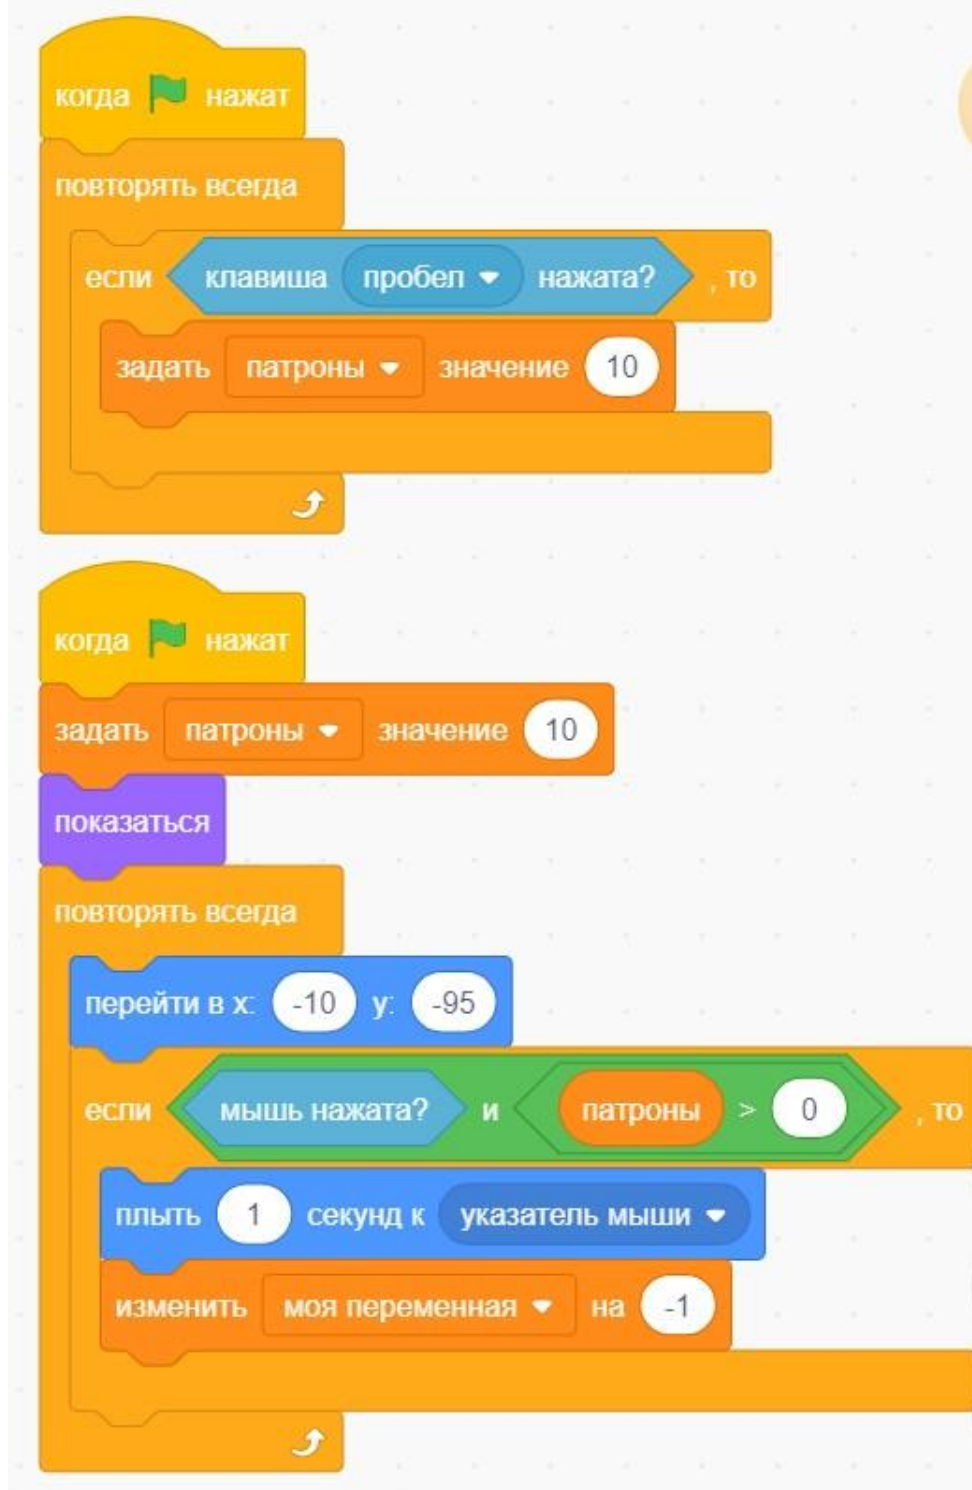 когда нажат
повторять всегда
если клавиша пробел нажата? , то
задать патроны значение 10
когда нажат
задать патроны значение 10
показаться
повторять всегда
перейти в x: -10 y: -95
если мышь нажата? и патроны > 0 , то
плыть 1 секунд к указатель мыши
изменить моя переменная на -1